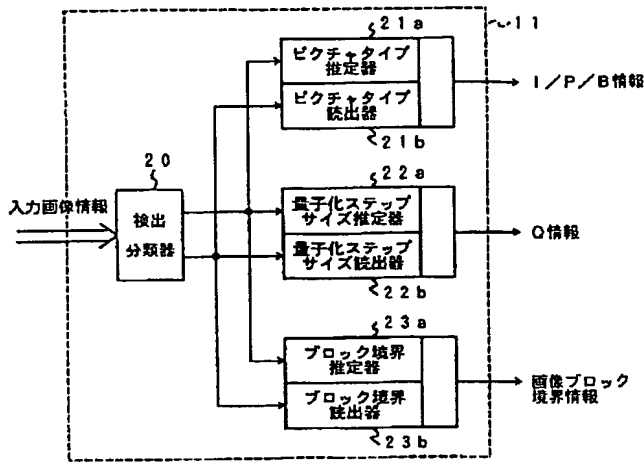 21a
11
ピクチャタイプ
推定器
ピクチャタイプ
読出器
I/P/B情報
21b
20
22a
入力画像情報
検出
分類器
量子化ステップ
サイズ推定器
量子化ステップ
サイズ読出器
Q情報
22b
23a
ブロック境界
推定器
ブロック境界
読出器
画像ブロック
境界情報
23b